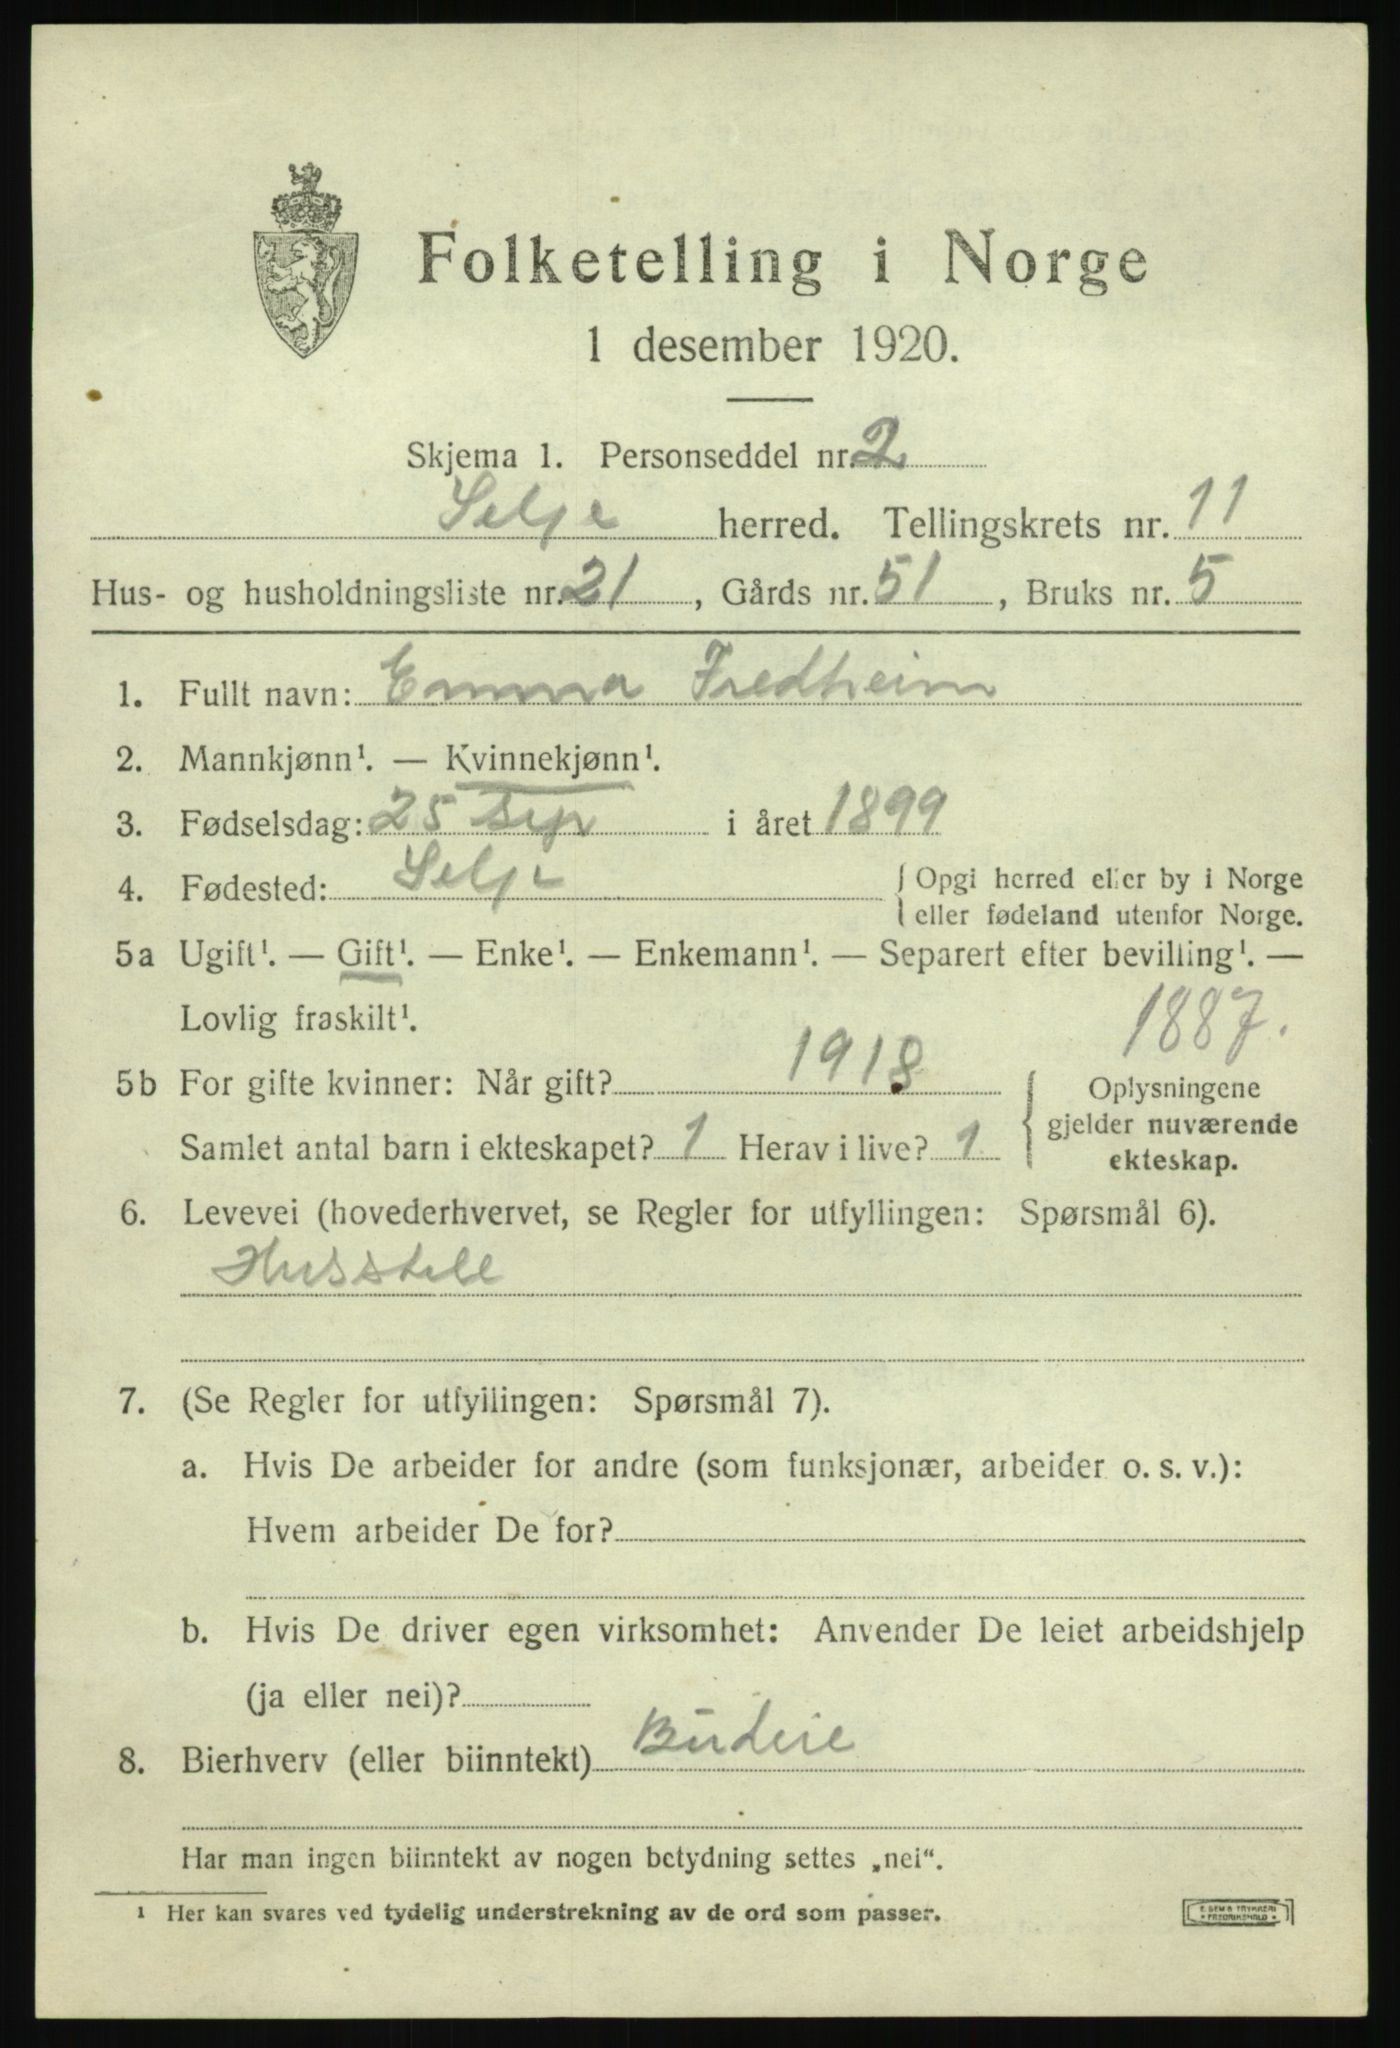 Folketelling i Norge
1 desember 1920.
Skjema 1. Personseddel nr. 2
Selje herred. Tellingskrets nr. 11
Hus- og husholdningsliste nr. 21, Gårds nr. 51, Bruks nr. 5
1. Fullt navn: Emma Fredheim
2. Mannkjønn¹. — Kvinnekjønn¹.
3. Fødselsdag: 25 sep i året 1899
4. Fødested: Selje { Opgi herred eller by i Norge
eller fødeland utenfor Norge.
5a Ugift¹. — Gift¹. — Enke¹. — Enkemann¹. — Separert efter bevilling¹. —
Lovlig fraskilt¹.
1887.
5b For gifte kvinner: Når gift? 1918
Samlet antal barn i ekteskapet? 1 Herav i live? 1
{ Oplysningene
gjelder nuværende
ekteskap.
6. Levevei (hovederhvervet, se Regler for utfyllingen: Spørsmål 6).
Husstell
7. (Se Regler for utfyllingen: Spørsmål 7).
a. Hvis De arbeider for andre (som funksjonær, arbeider o. s. v.):
Hvem arbeider De for?
b. Hvis De driver egen virksomhet: Anvender De leiet arbeidshjelp
(ja eller nei)?
8. Bierhverv (eller biinntekt) Budeie
Har man ingen biinntekt av nogen betydning settes „nei“.
¹ Her kan svares ved tydelig understrekning av de ord som passer.